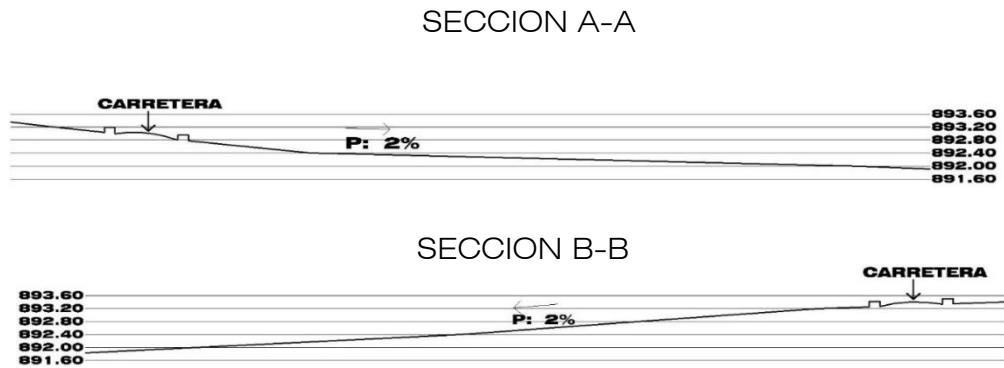 SECCION A-A
CARRETERA
893.60
893.20
P: 2%
892.80
892.40
892.00
891.60
SECCION B-B
CARRETERA
893.60
893.20
P: 2%
892.80
892.40
892.00
891.60